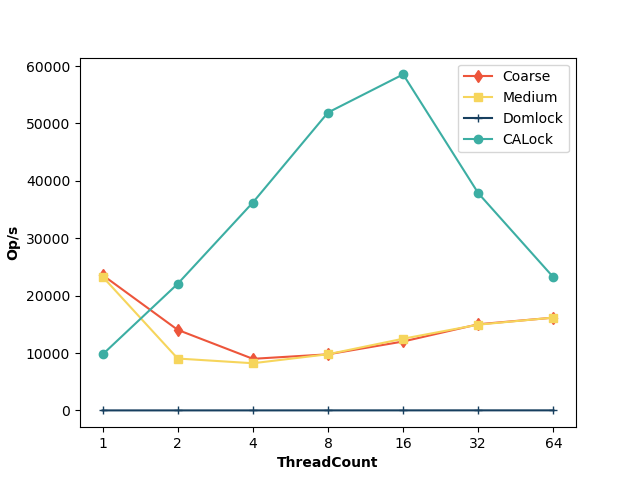 60000
50000
40000
30000
20000
10000
0
Op/s
Coarse
Medium
Domlock
CALock
1 2 4 8 16 32 64
ThreadCount